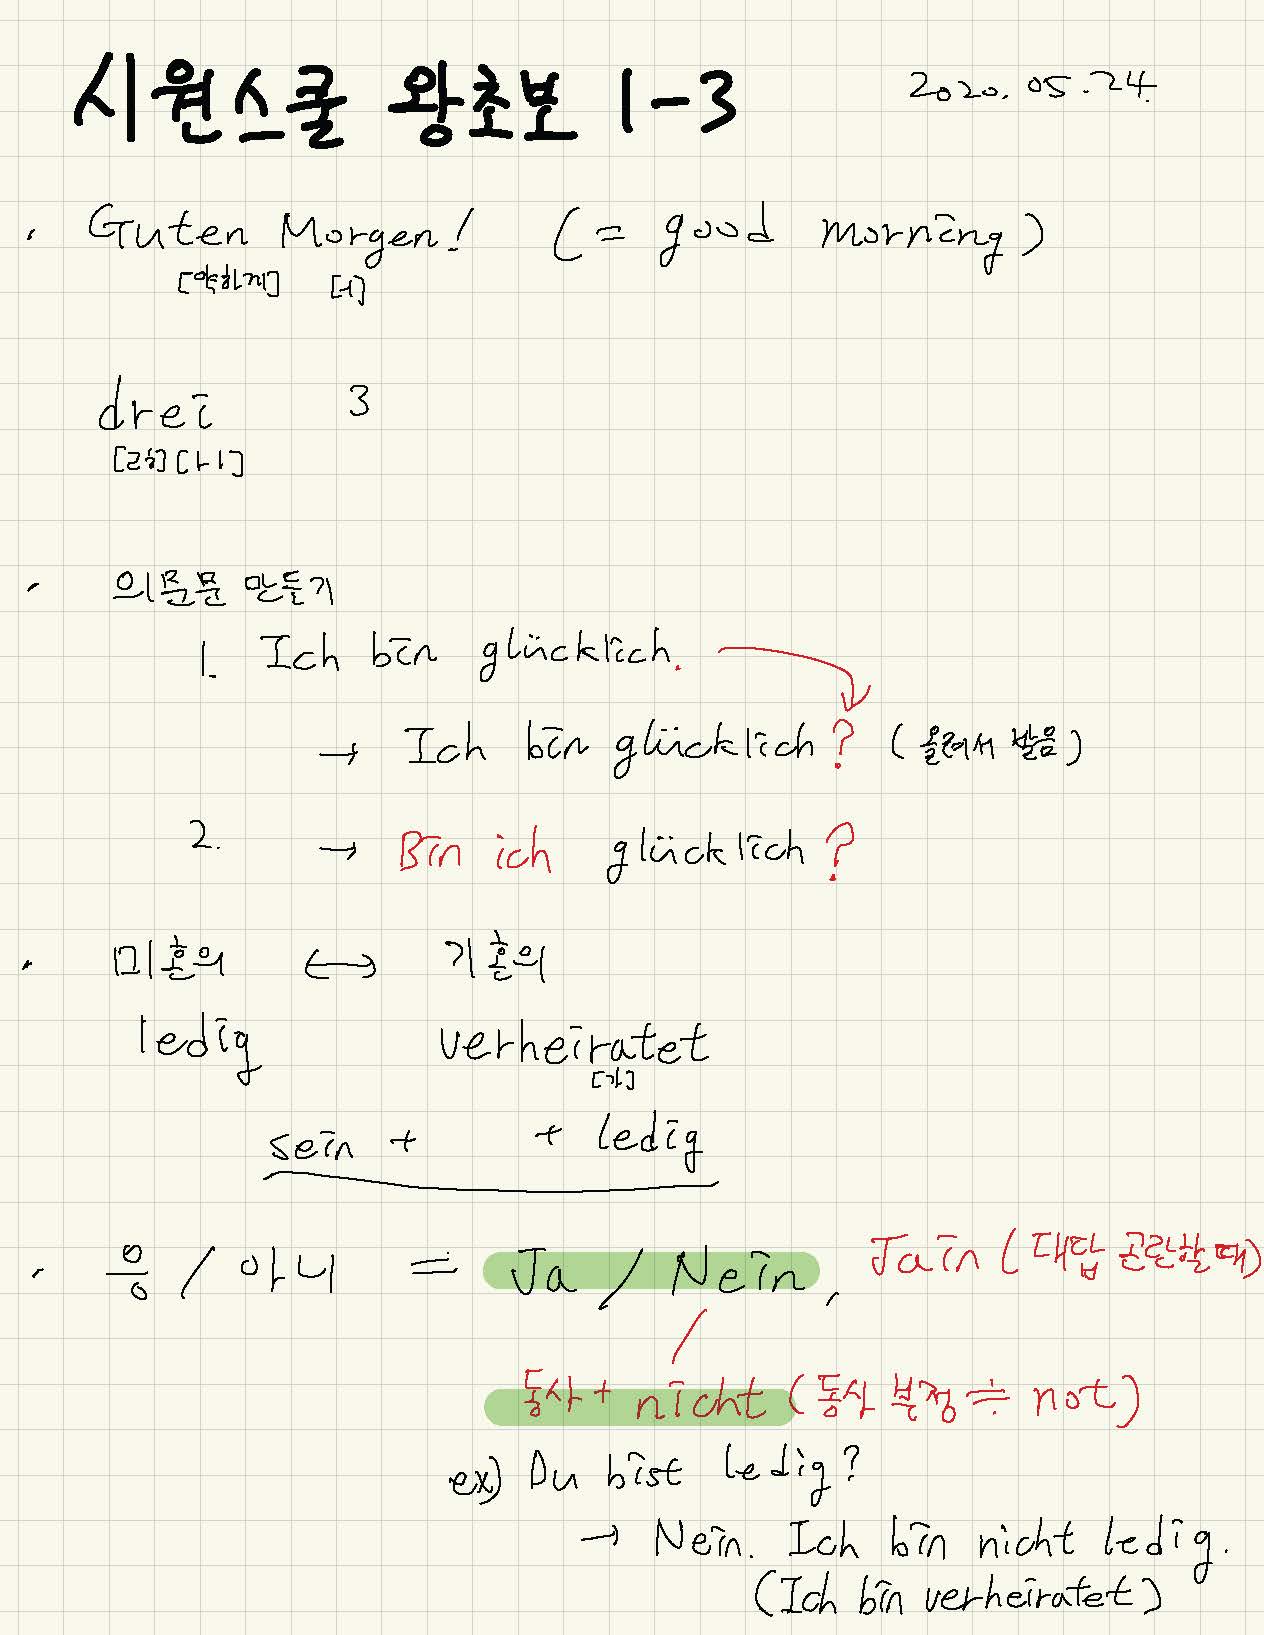 시원스쿨 왕초보 1-3 2020.05.24.
· Guten Morgen! (= good morning)
[약하게] [ㅓ]
drei 3
[ㅏㅣ]
· 의문문 만들기
1. Ich bin glücklich.
→ Ich bin glücklich? (올려서 발음)
2. → Bin ich glücklich?
· 미혼의 ↔ 기혼의
ledig verheiratet
sein + + ledig
· 응 / 아니 = Ja / Nein, Jain (대답 곤란할 때)
동사 + nicht (동사 부정 ≒ not)
ex) Du bist ledig?
→ Nein. Ich bin nicht ledig.
(Ich bin verheiratet)